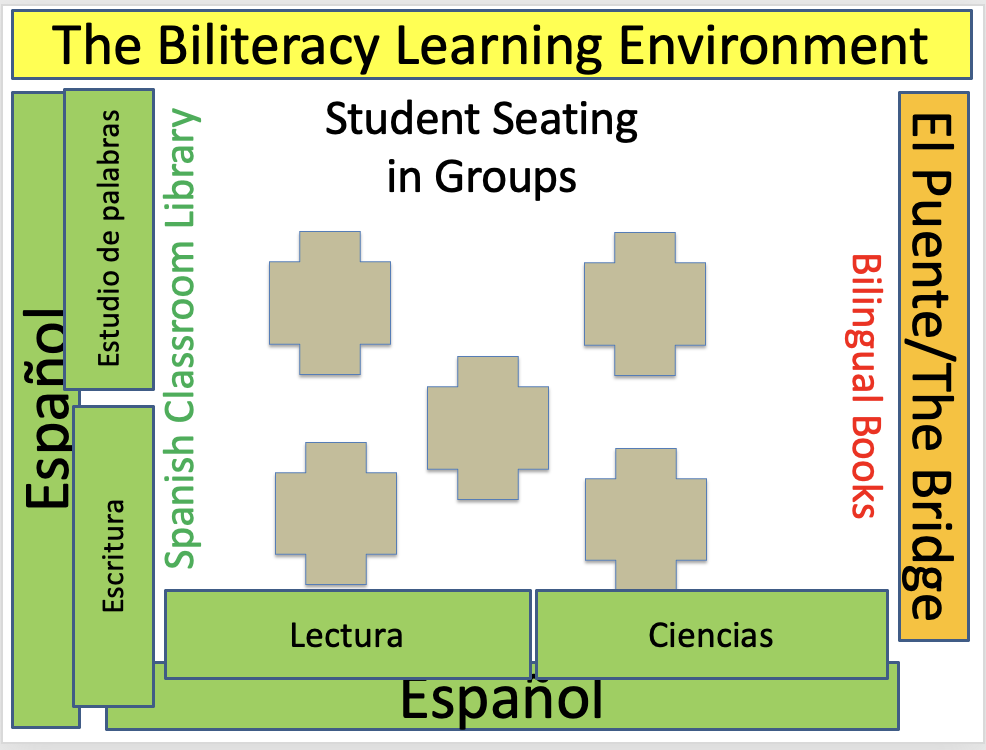 The Biliteracy Learning Environment
Student Seating
in Groups
Español
Estudio de palabras
Escritura
Spanish Classroom Library
Bilingual Books
El Puente/The Bridge
Lectura
Ciencias
Español